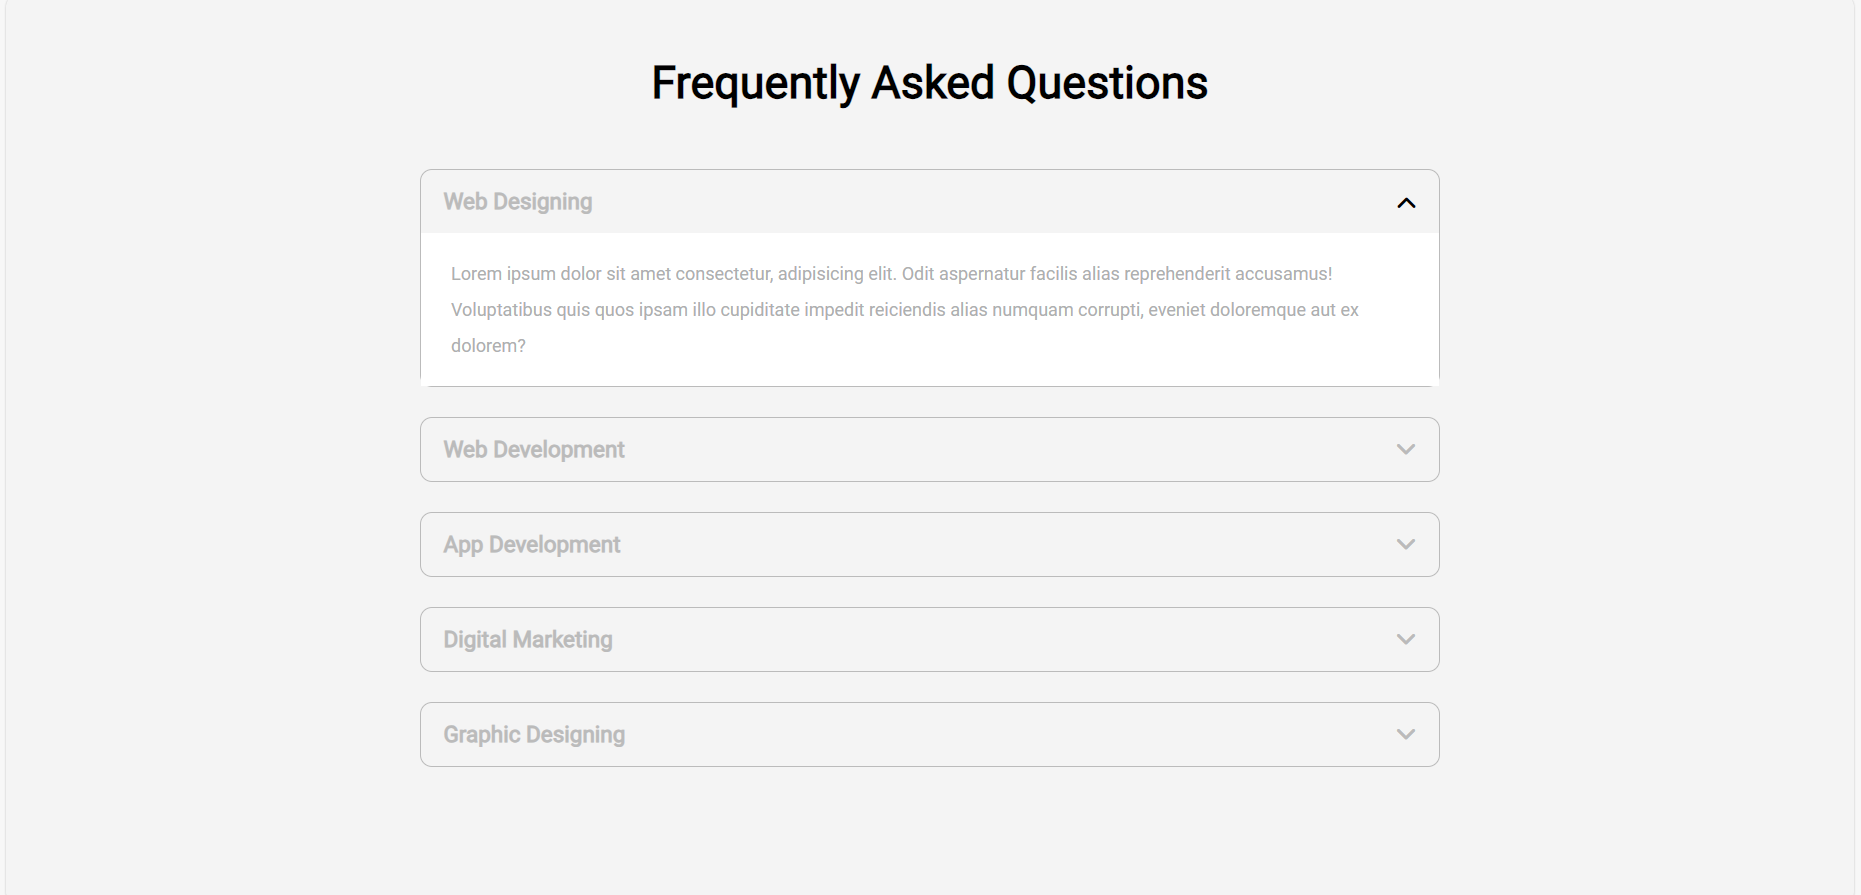 Frequently Asked Questions
Web Designing
Lorem ipsum dolor sit amet consectetur, adipisicing elit. Odit aspernatur facilis alias reprehenderit accusamus!
Voluptatibus quis quos ipsam illo cupiditate impedit reiciendis alias numquam corrupti, eveniet doloremque aut ex
dolorem?
Web Development
App Development
Digital Marketing
Graphic Designing